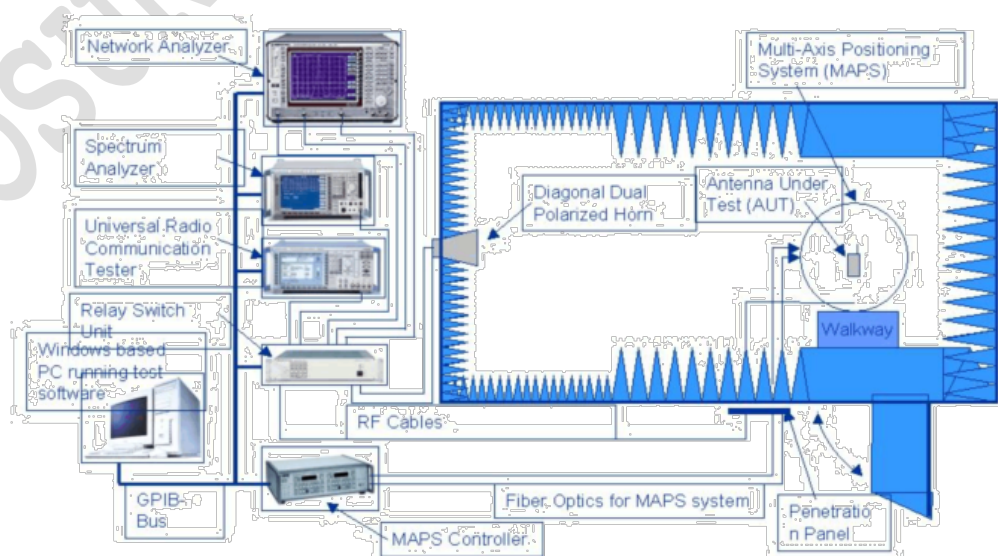 Network Analyzer
Multi-Axis Positioning
System (MAPS)
Spectrum
Analyzer
Diagonal Dual
Polarized Horn
Antenna Under
Test (AUT)
Universal Radio
Communication
Tester
Relay Switch
Unit
Walkway
Windows based
PC running test
software
RF Cables
GPIB-
Bus
Fiber Optics for MAPS system
Penetratio
n Panel
MAPS Controller